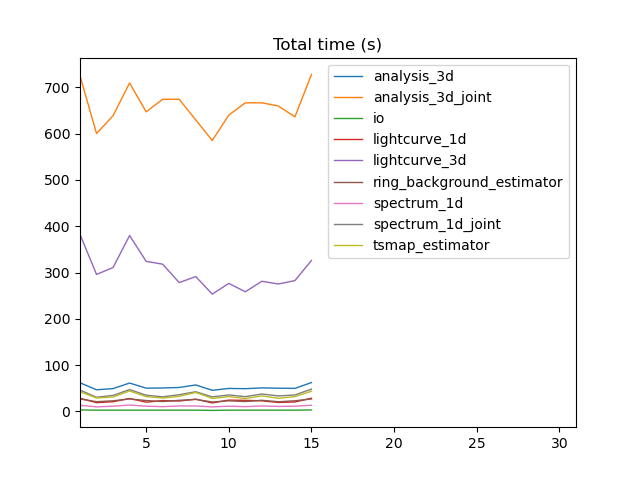 Total time (s)
analysis_3d
analysis_3d_joint
io
lightcurve_1d
lightcurve_3d
ring_background_estimator
spectrum_1d
spectrum_1d_joint
tsmap_estimator
700
600
500
400
300
200
100
0
5 10 15 20 25 30